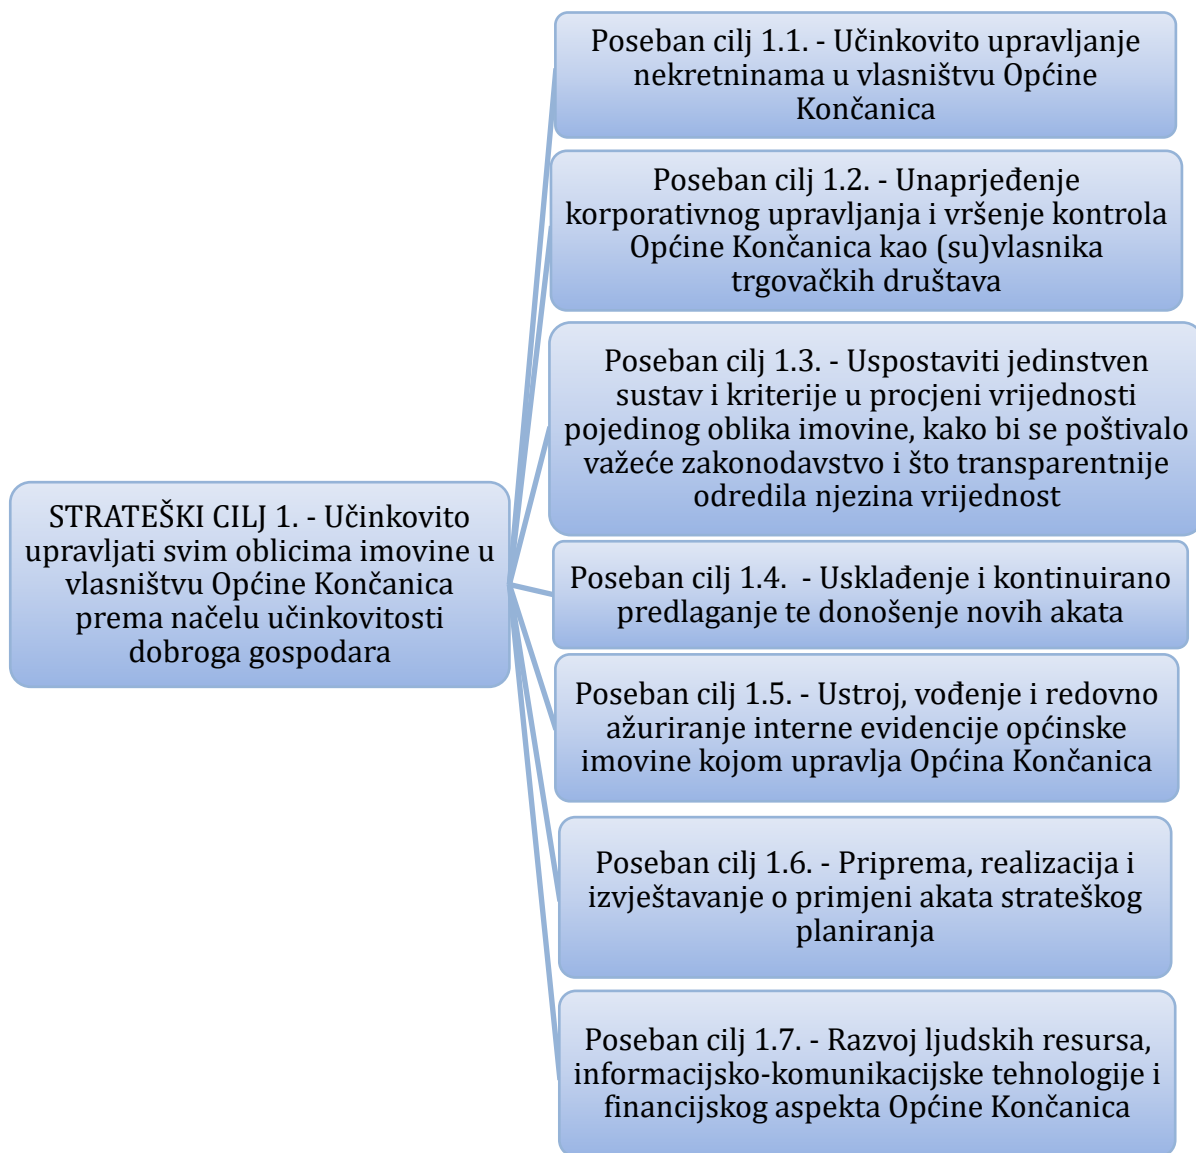 STRATEŠKI CILJ 1. - Učinkovito
upravljati svim oblicima imovine u
vlasništvu Općine Končanica
prema načelu učinkovitosti
dobroga gospodara
Poseban cilj 1.1. - Učinkovito upravljanje
nekretninama u vlasništvu Općine
Končanica
Poseban cilj 1.2. - Unaprjeđenje
korporativnog upravljanja i vršenje kontrola
Općine Končanica kao (su)vlasnika
trgovačkih društava
Poseban cilj 1.3. - Uspostaviti jedinstven
sustav i kriterije u procjeni vrijednosti
pojedinog oblika imovine, kako bi se poštivalo
važeće zakonodavstvo i što transparentnije
odredila njezina vrijednost
Poseban cilj 1.4.  - Usklađenje i kontinuirano
predlaganje te donošenje novih akata
Poseban cilj 1.5. - Ustroj, vođenje i redovno
ažuriranje interne evidencije općinske
imovine kojom upravlja Općina Končanica
Poseban cilj 1.6. - Priprema, realizacija i
izvještavanje o primjeni akata strateškog
planiranja
Poseban cilj 1.7. - Razvoj ljudskih resursa,
informacijsko-komunikacijske tehnologije i
financijskog aspekta Općine Končanica